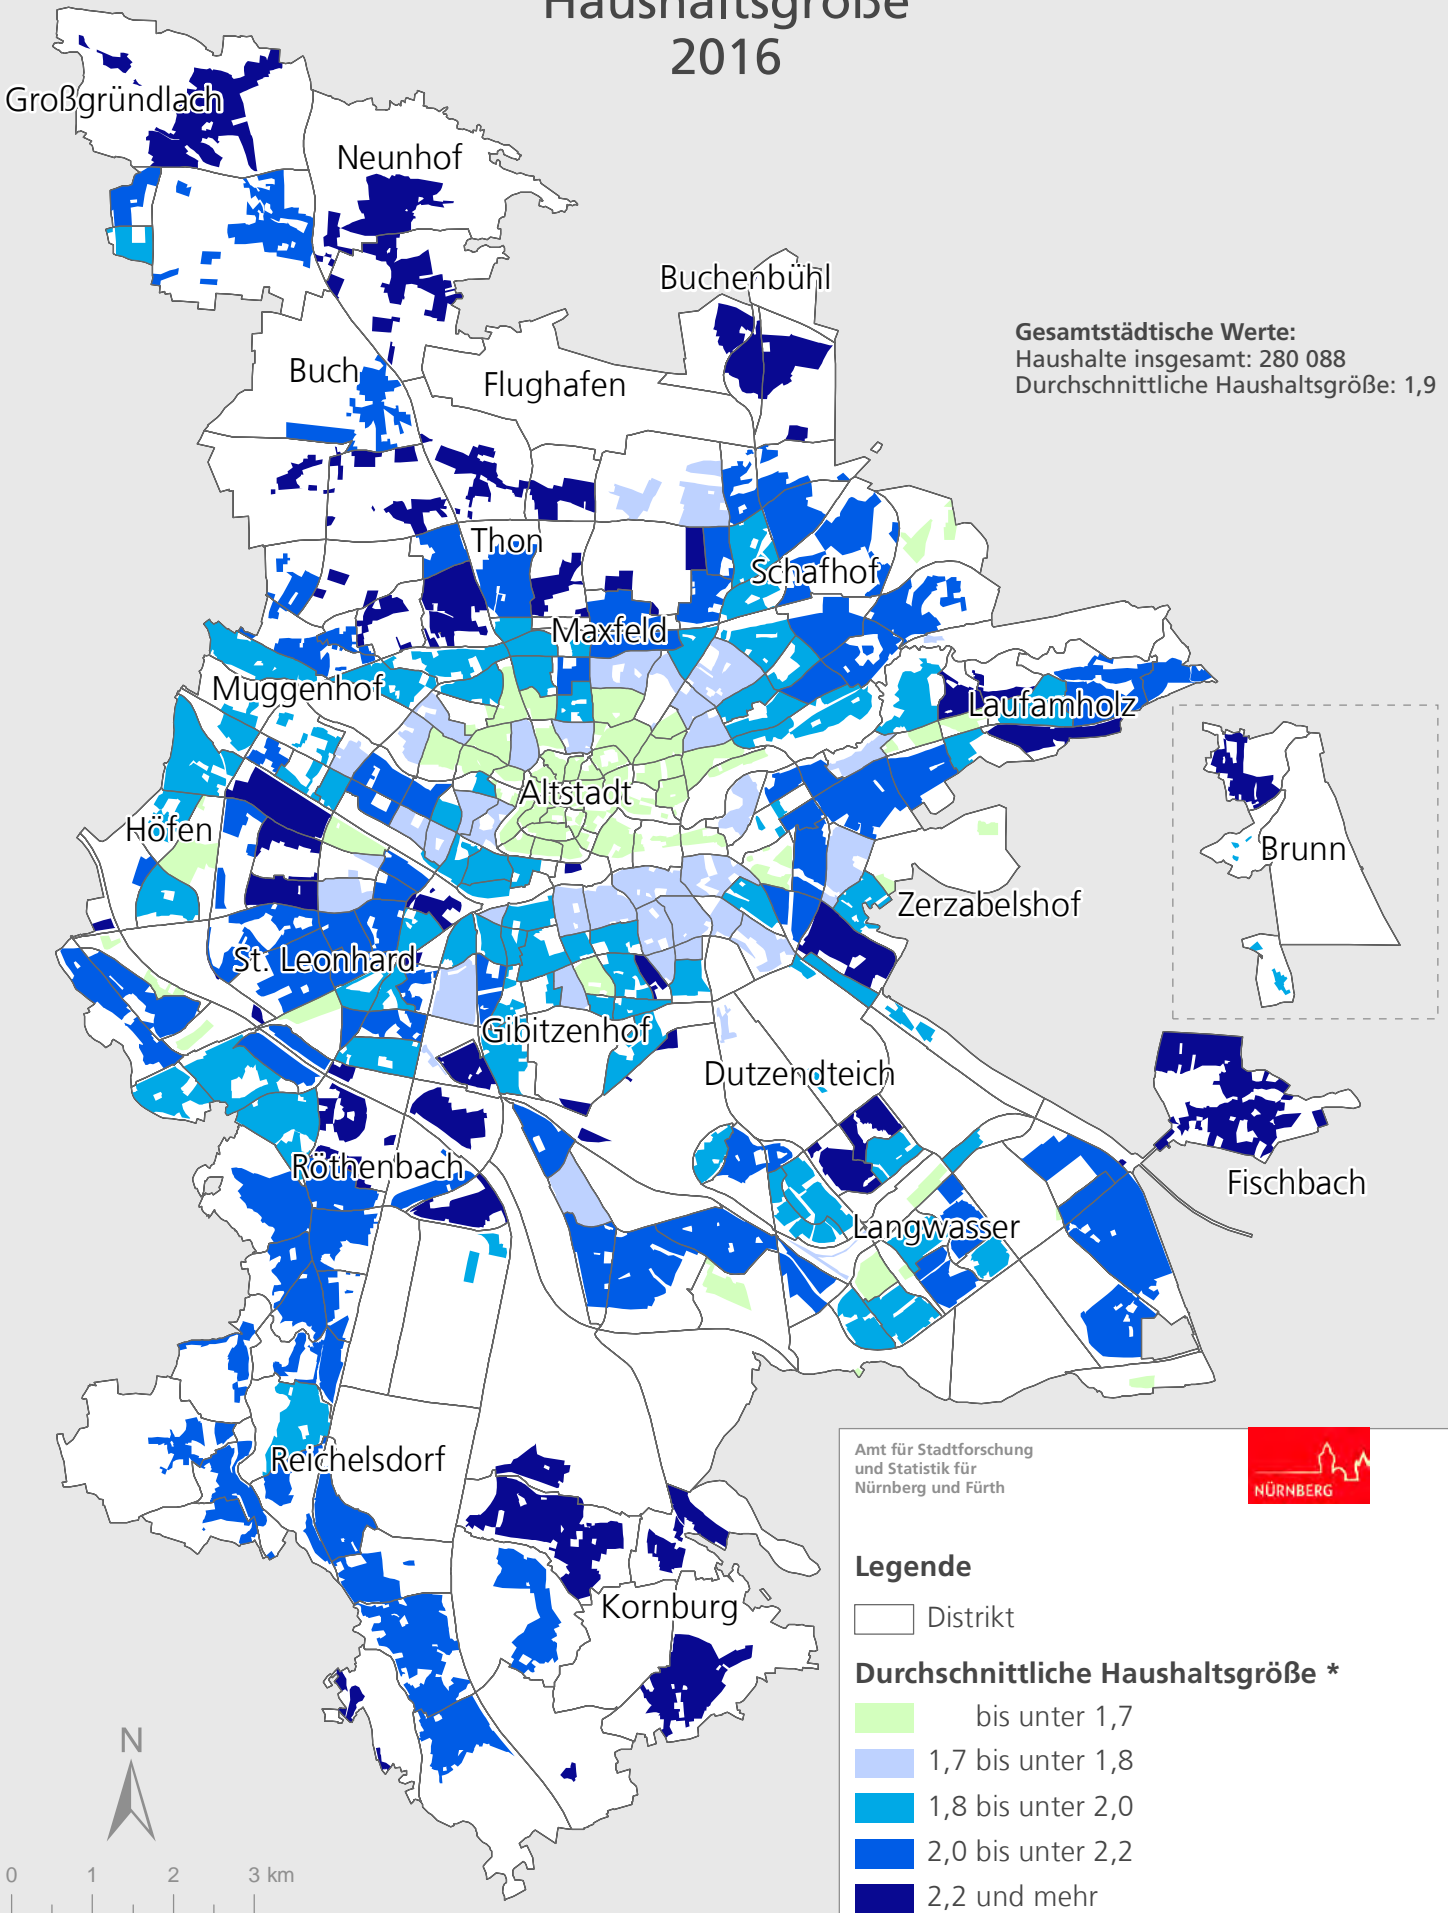 Haushaltsgröße
2016
Großgründlach
Neunhof
Buchenbühl
Gesamtstädtische Werte:
Haushalte insgesamt: 280 088
Durchschnittliche Haushaltsgröße: 1,9
Buch
Flughafen
Thon
Schafhof
Maxfeld
Muggenhof
Laufamholz
Altstadt
Höfen
Brunn
Zerzabelshof
St. Leonhard
Gibitzenhof
Dutzendteich
Röthenbach
Fischbach
Langwasser
Reichelsdorf
Kornburg
Amt für Stadtforschung
und Statistik für
Nürnberg und Fürth
NÜRNBERG
Legende
Distrikt
Durchschnittliche Haushaltsgröße *
bis unter 1,7
1,7 bis unter 1,8
1,8 bis unter 2,0
2,0 bis unter 2,2
2,2 und mehr
N
0 1 2 3 km